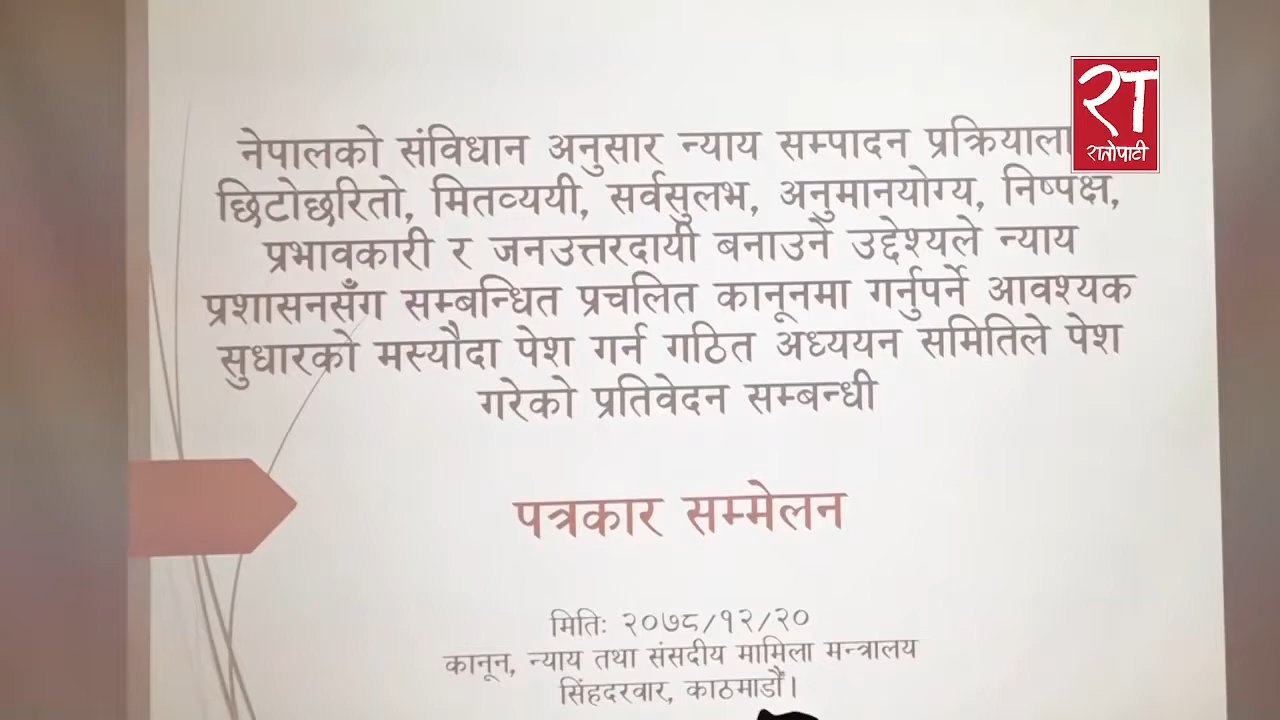 नेपालको संविधान अनुसार न्याय सम्पादन प्रक्रियाला
छिटोछरितो, मितव्ययी, सर्वसुलभ, अनुमानयोग्य, निष्पक्ष,
प्रभावकारी र जनउत्तरदायी बनाउने उद्देश्यले न्याय
प्रशासनसँग सम्बन्धित प्रचलित कानूनमा गर्नुपर्ने आवश्यक
सुधारको मस्यौदा पेश गर्न गठित अध्ययन समितिले पेश
गरेको प्रतिवेदन सम्बन्धी
पत्रकार सम्मेलन
मितिः २०७८/१२/२०
कानून, न्याय तथा संसदीय मामिला मन्त्रालय
सिंहदरवार, काठमाडौं।
रा
रातोपाटी